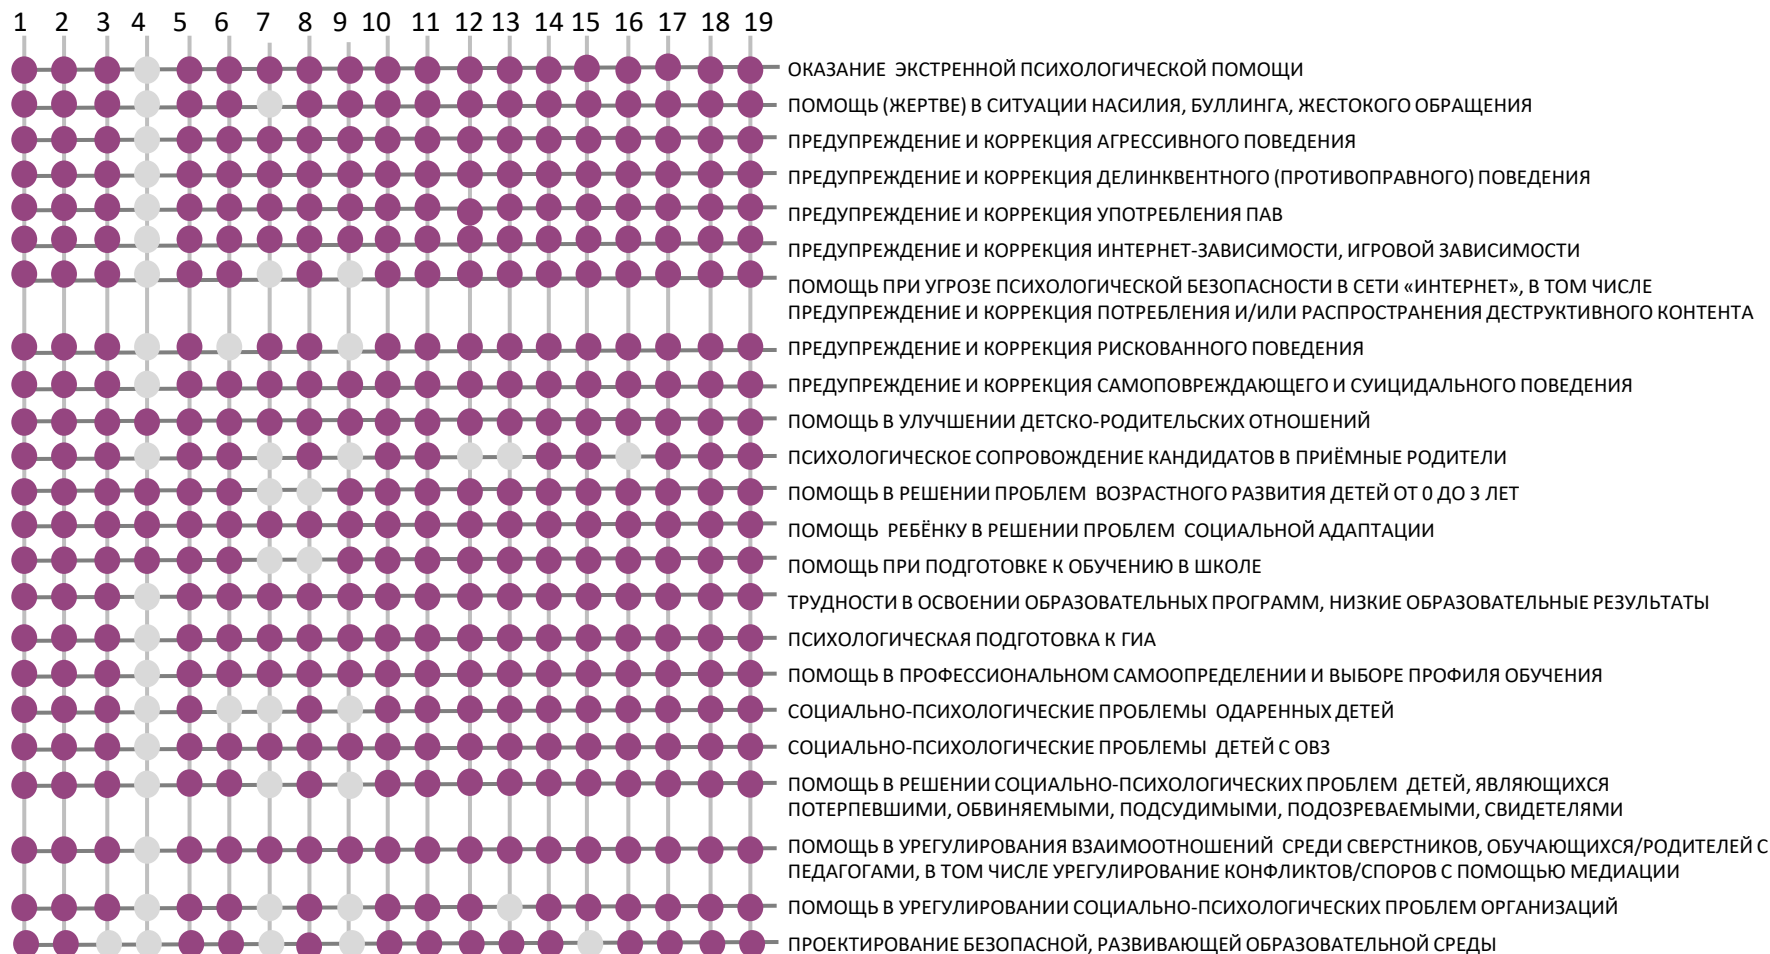 1 2 3 4 5 6 7 8 9 10 11 12 13 14 15 16 17 18 19
ОКАЗАНИЕ ЭКСТРЕННОЙ ПСИХОЛОГИЧЕСКОЙ ПОМОЩИ
ПОМОЩЬ (ЖЕРТВЕ) В СИТУАЦИИ НАСИЛИЯ, БУЛЛИНГА, ЖЕСТОКОГО ОБРАЩЕНИЯ
ПРЕДУПРЕЖДЕНИЕ И КОРРЕКЦИЯ АГРЕССИВНОГО ПОВЕДЕНИЯ
ПРЕДУПРЕЖДЕНИЕ И КОРРЕКЦИЯ ДЕЛИНКВЕНТНОГО (ПРОТИВОПРАВНОГО) ПОВЕДЕНИЯ
ПРЕДУПРЕЖДЕНИЕ И КОРРЕКЦИЯ УПОТРЕБЛЕНИЯ ПАВ
ПРЕДУПРЕЖДЕНИЕ И КОРРЕКЦИЯ ИНТЕРНЕТ-ЗАВИСИМОСТИ, ИГРОВОЙ ЗАВИСИМОСТИ
ПОМОЩЬ ПРИ УГРОЗЕ ПСИХОЛОГИЧЕСКОЙ БЕЗОПАСНОСТИ В СЕТИ «ИНТЕРНЕТ», В ТОМ ЧИСЛЕ
ПРЕДУПРЕЖДЕНИЕ И КОРРЕКЦИЯ ПОТРЕБЛЕНИЯ И/ИЛИ РАСПРОСТРАНЕНИЯ ДЕСТРУКТИВНОГО КОНТЕНТА
ПРЕДУПРЕЖДЕНИЕ И КОРРЕКЦИЯ РИСКОВАННОГО ПОВЕДЕНИЯ
ПРЕДУПРЕЖДЕНИЕ И КОРРЕКЦИЯ САМОПОВРЕЖДАЮЩЕГО И СУИЦИДАЛЬНОГО ПОВЕДЕНИЯ
ПОМОЩЬ В УЛУЧШЕНИИ ДЕТСКО-РОДИТЕЛЬСКИХ ОТНОШЕНИЙ
ПСИХОЛОГИЧЕСКОЕ СОПРОВОЖДЕНИЕ КАНДИДАТОВ В ПРИЁМНЫЕ РОДИТЕЛИ
ПОМОЩЬ В РЕШЕНИИ ПРОБЛЕМ ВОЗРАСТНОГО РАЗВИТИЯ ДЕТЕЙ ОТ 0 ДО 3 ЛЕТ
ПОМОЩЬ РЕБЁНКУ В РЕШЕНИИ ПРОБЛЕМ СОЦИАЛЬНОЙ АДАПТАЦИИ
ПОМОЩЬ ПРИ ПОДГОТОВКЕ К ОБУЧЕНИЮ В ШКОЛЕ
ТРУДНОСТИ В ОСВОЕНИИ ОБРАЗОВАТЕЛЬНЫХ ПРОГРАММ, НИЗКИЕ ОБРАЗОВАТЕЛЬНЫЕ РЕЗУЛЬТАТЫ
ПСИХОЛОГИЧЕСКАЯ ПОДГОТОВКА К ГИА
ПОМОЩЬ В ПРОФЕССИОНАЛЬНОМ САМООПРЕДЕЛЕНИИ И ВЫБОРЕ ПРОФИЛЯ ОБУЧЕНИЯ
СОЦИАЛЬНО-ПСИХОЛОГИЧЕСКИЕ ПРОБЛЕМЫ ОДАРЕННЫХ ДЕТЕЙ
СОЦИАЛЬНО-ПСИХОЛОГИЧЕСКИЕ ПРОБЛЕМЫ ДЕТЕЙ С ОВЗ
ПОМОЩЬ В РЕШЕНИИ СОЦИАЛЬНО-ПСИХОЛОГИЧЕСКИХ ПРОБЛЕМ ДЕТЕЙ, ЯВЛЯЮЩИХСЯ
ПОТЕРПЕВШИМИ, ОБВИНЯЕМЫМИ, ПОДСУДИМЫМИ, ПОДОЗРЕВАЕМЫМИ, СВИДЕТЕЛЯМИ
ПОМОЩЬ В УРЕГУЛИРОВАНИЯ ВЗАИМООТНОШЕНИЙ СРЕДИ СВЕРСТНИКОВ, ОБУЧАЮЩИХСЯ/РОДИТЕЛЕЙ С
ПЕДАГОГАМИ, В ТОМ ЧИСЛЕ УРЕГУЛИРОВАНИЕ КОНФЛИКТОВ/СПОРОВ С ПОМОЩЬЮ МЕДИАЦИИ
ПОМОЩЬ В УРЕГУЛИРОВАНИИ СОЦИАЛЬНО-ПСИХОЛОГИЧЕСКИХ ПРОБЛЕМ ОРГАНИЗАЦИЙ
ПРОЕКТИРОВАНИЕ БЕЗОПАСНОЙ, РАЗВИВАЮЩЕЙ ОБРАЗОВАТЕЛЬНОЙ СРЕДЫ